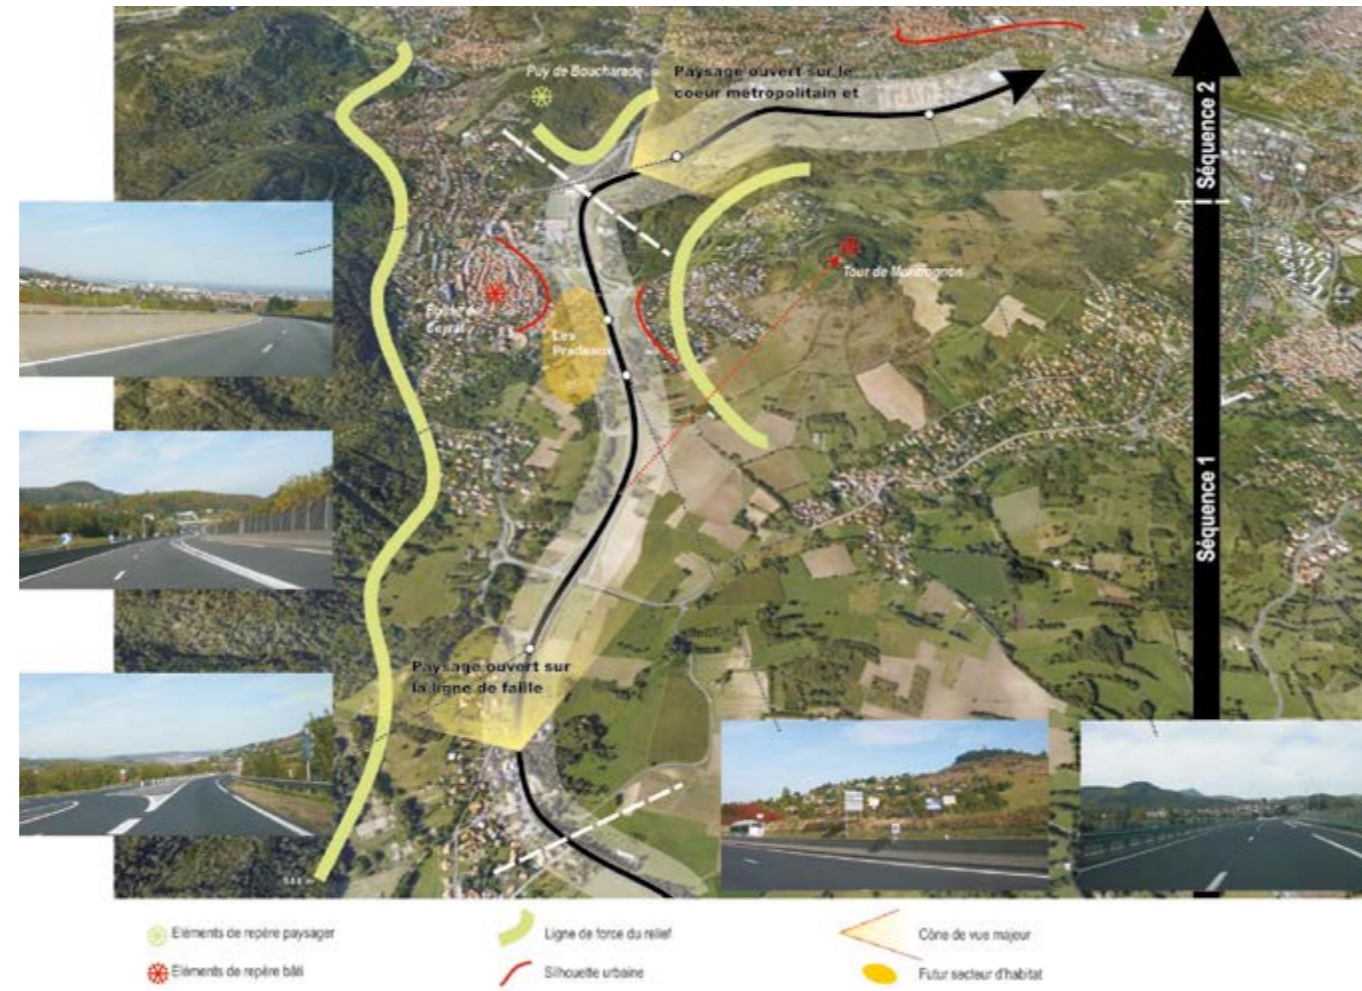 Puy de Boucharade
Paysage ouvert sur le
coeur métropolitain et
Séquence 2
Tour de Montrognon
Les
Pradeaux
Séquence 1
Paysage ouvert sur
la ligne de faille
Eléments de repère paysager
Ligne de force du relief
Cône de vue majeur
Eléments de repère bâti
Silhouette urbaine
Futur secteur d'habitat